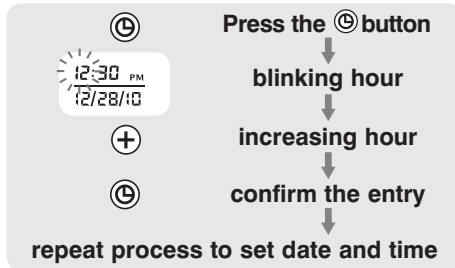 Press the button
12:30 PM
blinking hour
12/28/10
+
increasing hour
confirm the entry
repeat process to set date and time